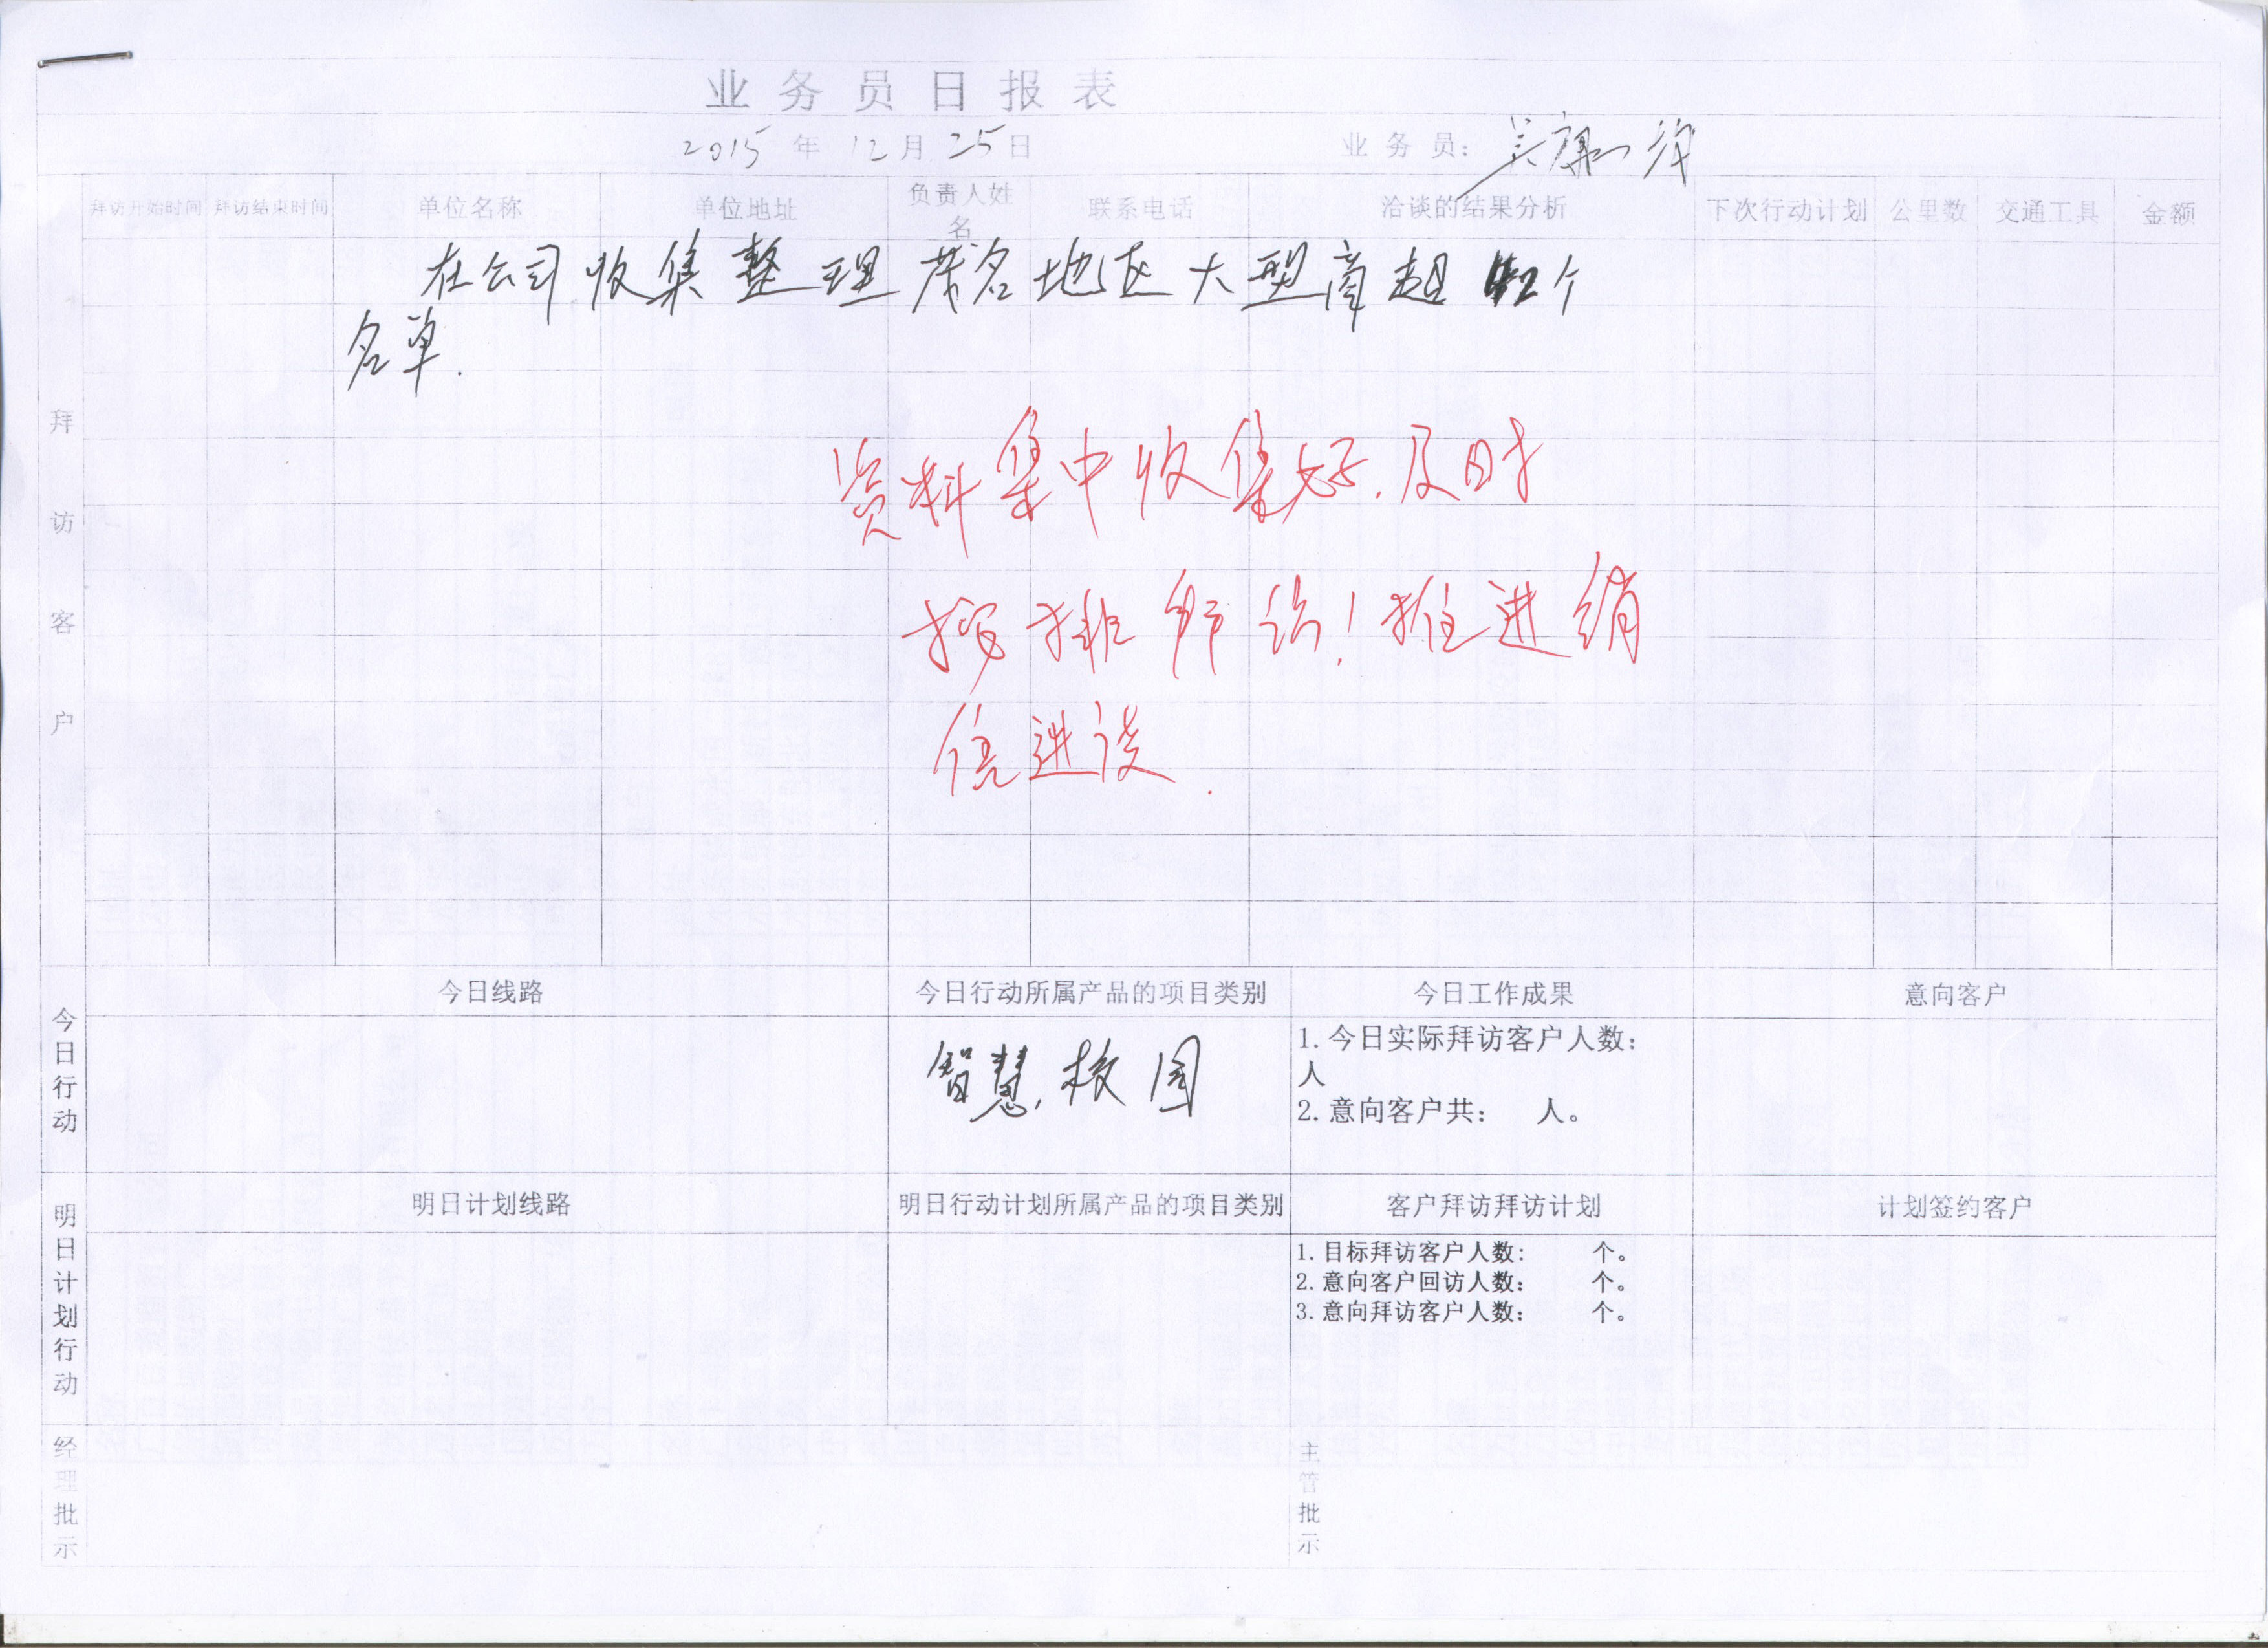 业务员日报表
2015年12月25日 业务员:
拜访开始时间 拜访结束时间 单位名称 单位地址 负责人姓名 联系电话 洽谈的结果分析 下次行动计划 公里数 交通工具 金额
拜访客户
在公司收集整理茂名地区大型商超 个
名单.
资料集中收集好.及时
按排拜访!推进销
进度.
今日行动
今日线路 今日行动所属产品的项目类别 今日工作成果 意向客户
智慧校园
1.今日实际拜访客户人数:
人
2.意向客户共: 人。
明日计划行动
明日计划线路 明日行动计划所属产品的项目类别 客户拜访拜访计划 计划签约客户
1.目标拜访客户人数: 个。
2.意向客户回访人数: 个。
3.意向拜访客户人数: 个。
经理批示 主管批示